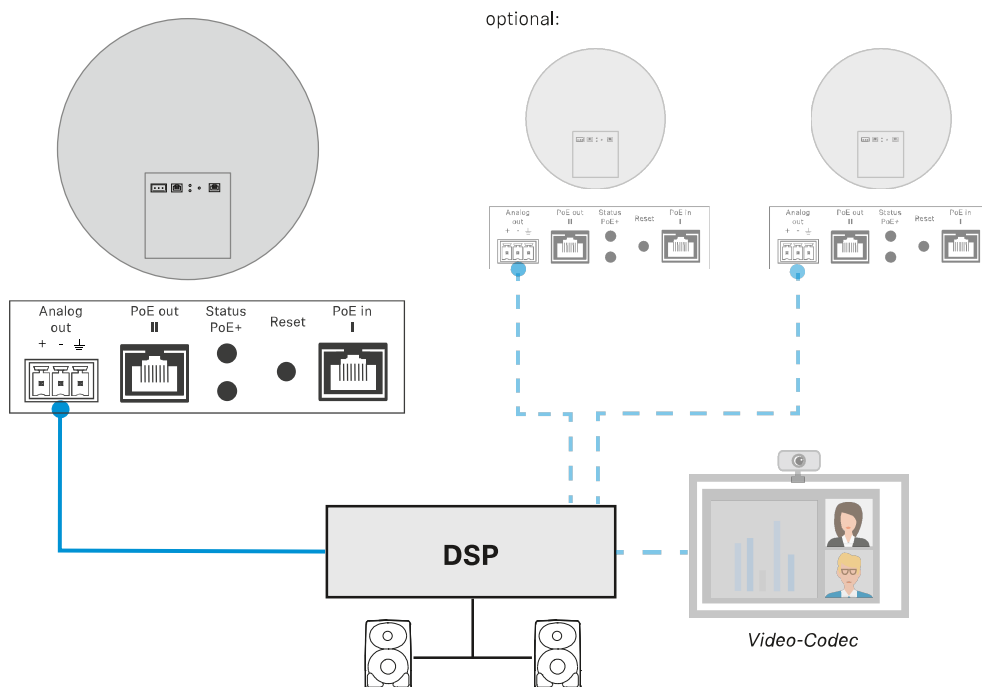 optional:
Analog out
+ - ⏚
PoE out
II
Status PoE+
Reset
PoE in
I
Analog out
+ - ⏚
PoE out
II
Status PoE+
Reset
PoE in
I
Analog
out
+ - ⏚
PoE out
II
Status
PoE+
Reset
PoE in
I
DSP
Video-Codec